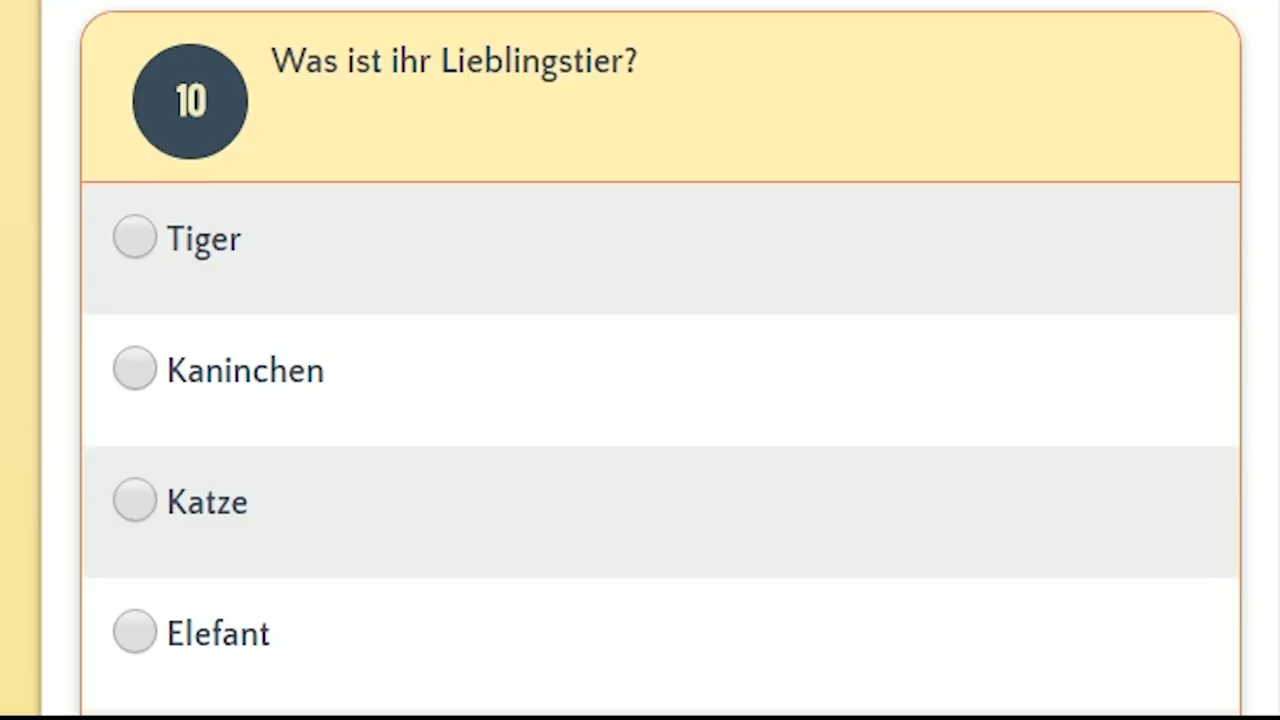 10
Was ist ihr Lieblingstier?
Tiger
Kaninchen
Katze
Elefant